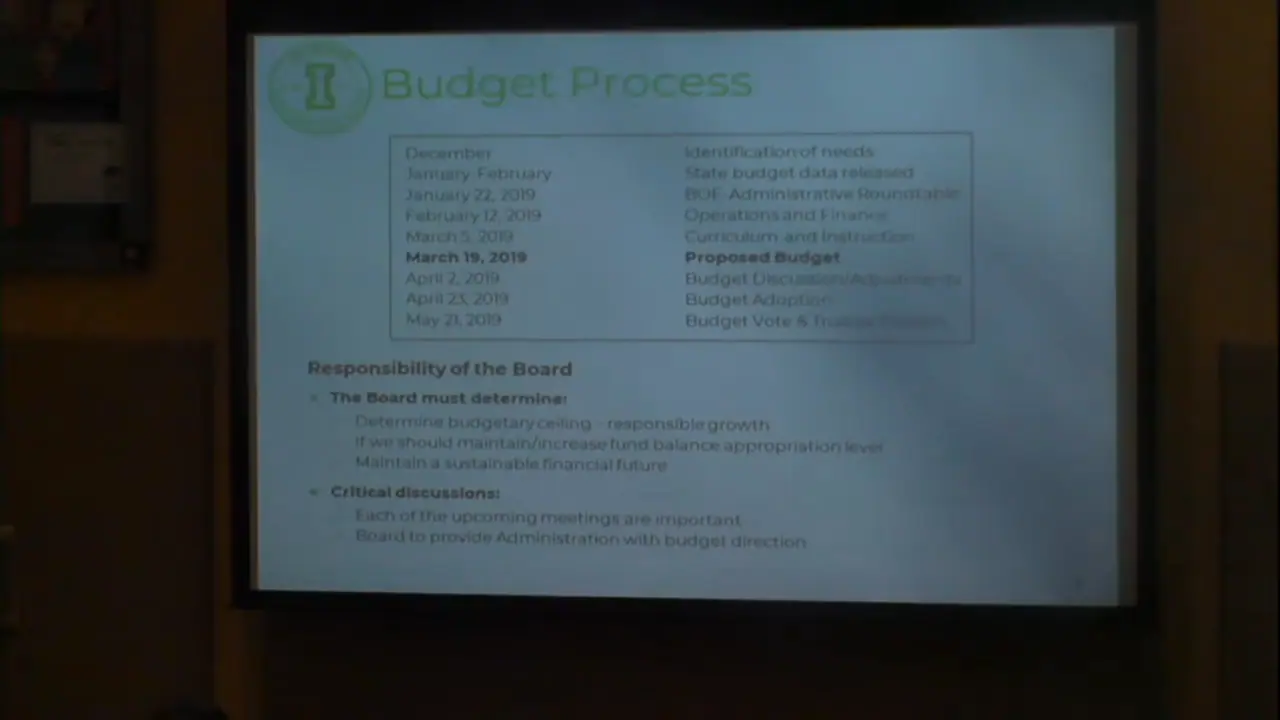 I Budget Process
December Identification of needs
January-February State budget data released
January 22, 2019 BOE-Administrative Roundtable
February 12, 2019 Operations and Finance
March 5, 2019 Curriculum and Instruction
March 19, 2019 Proposed Budget
April 2, 2019 Budget Discussion/Adjustments
April 23, 2019 Budget Adoption
May 21, 2019 Budget Vote &
Responsibility of the Board
The Board must determine:
Determine budgetary ceiling - responsible growth
If we should maintain/increase fund balance appropriation level
Maintain a sustainable financial future
Critical discussions:
Each of the upcoming meetings are important
Board to provide Administration with budget direction